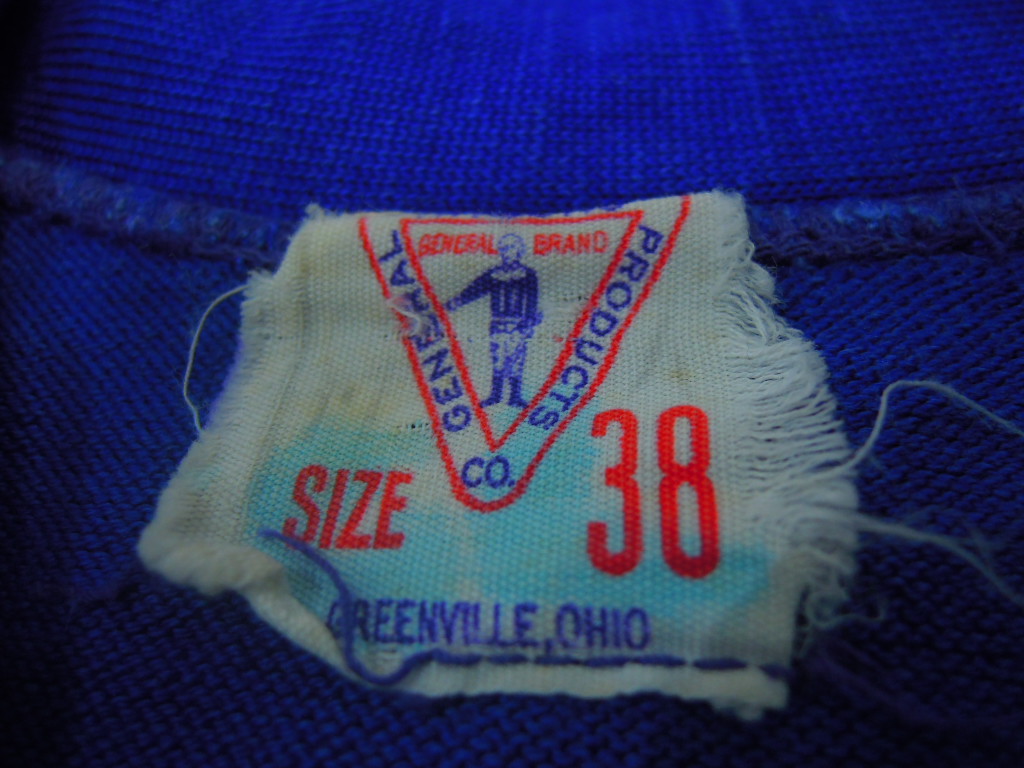 GENERAL BRAND
GENERAL
PRODUCTS
CO.
SIZE 38
GREENVILLE, OHIO